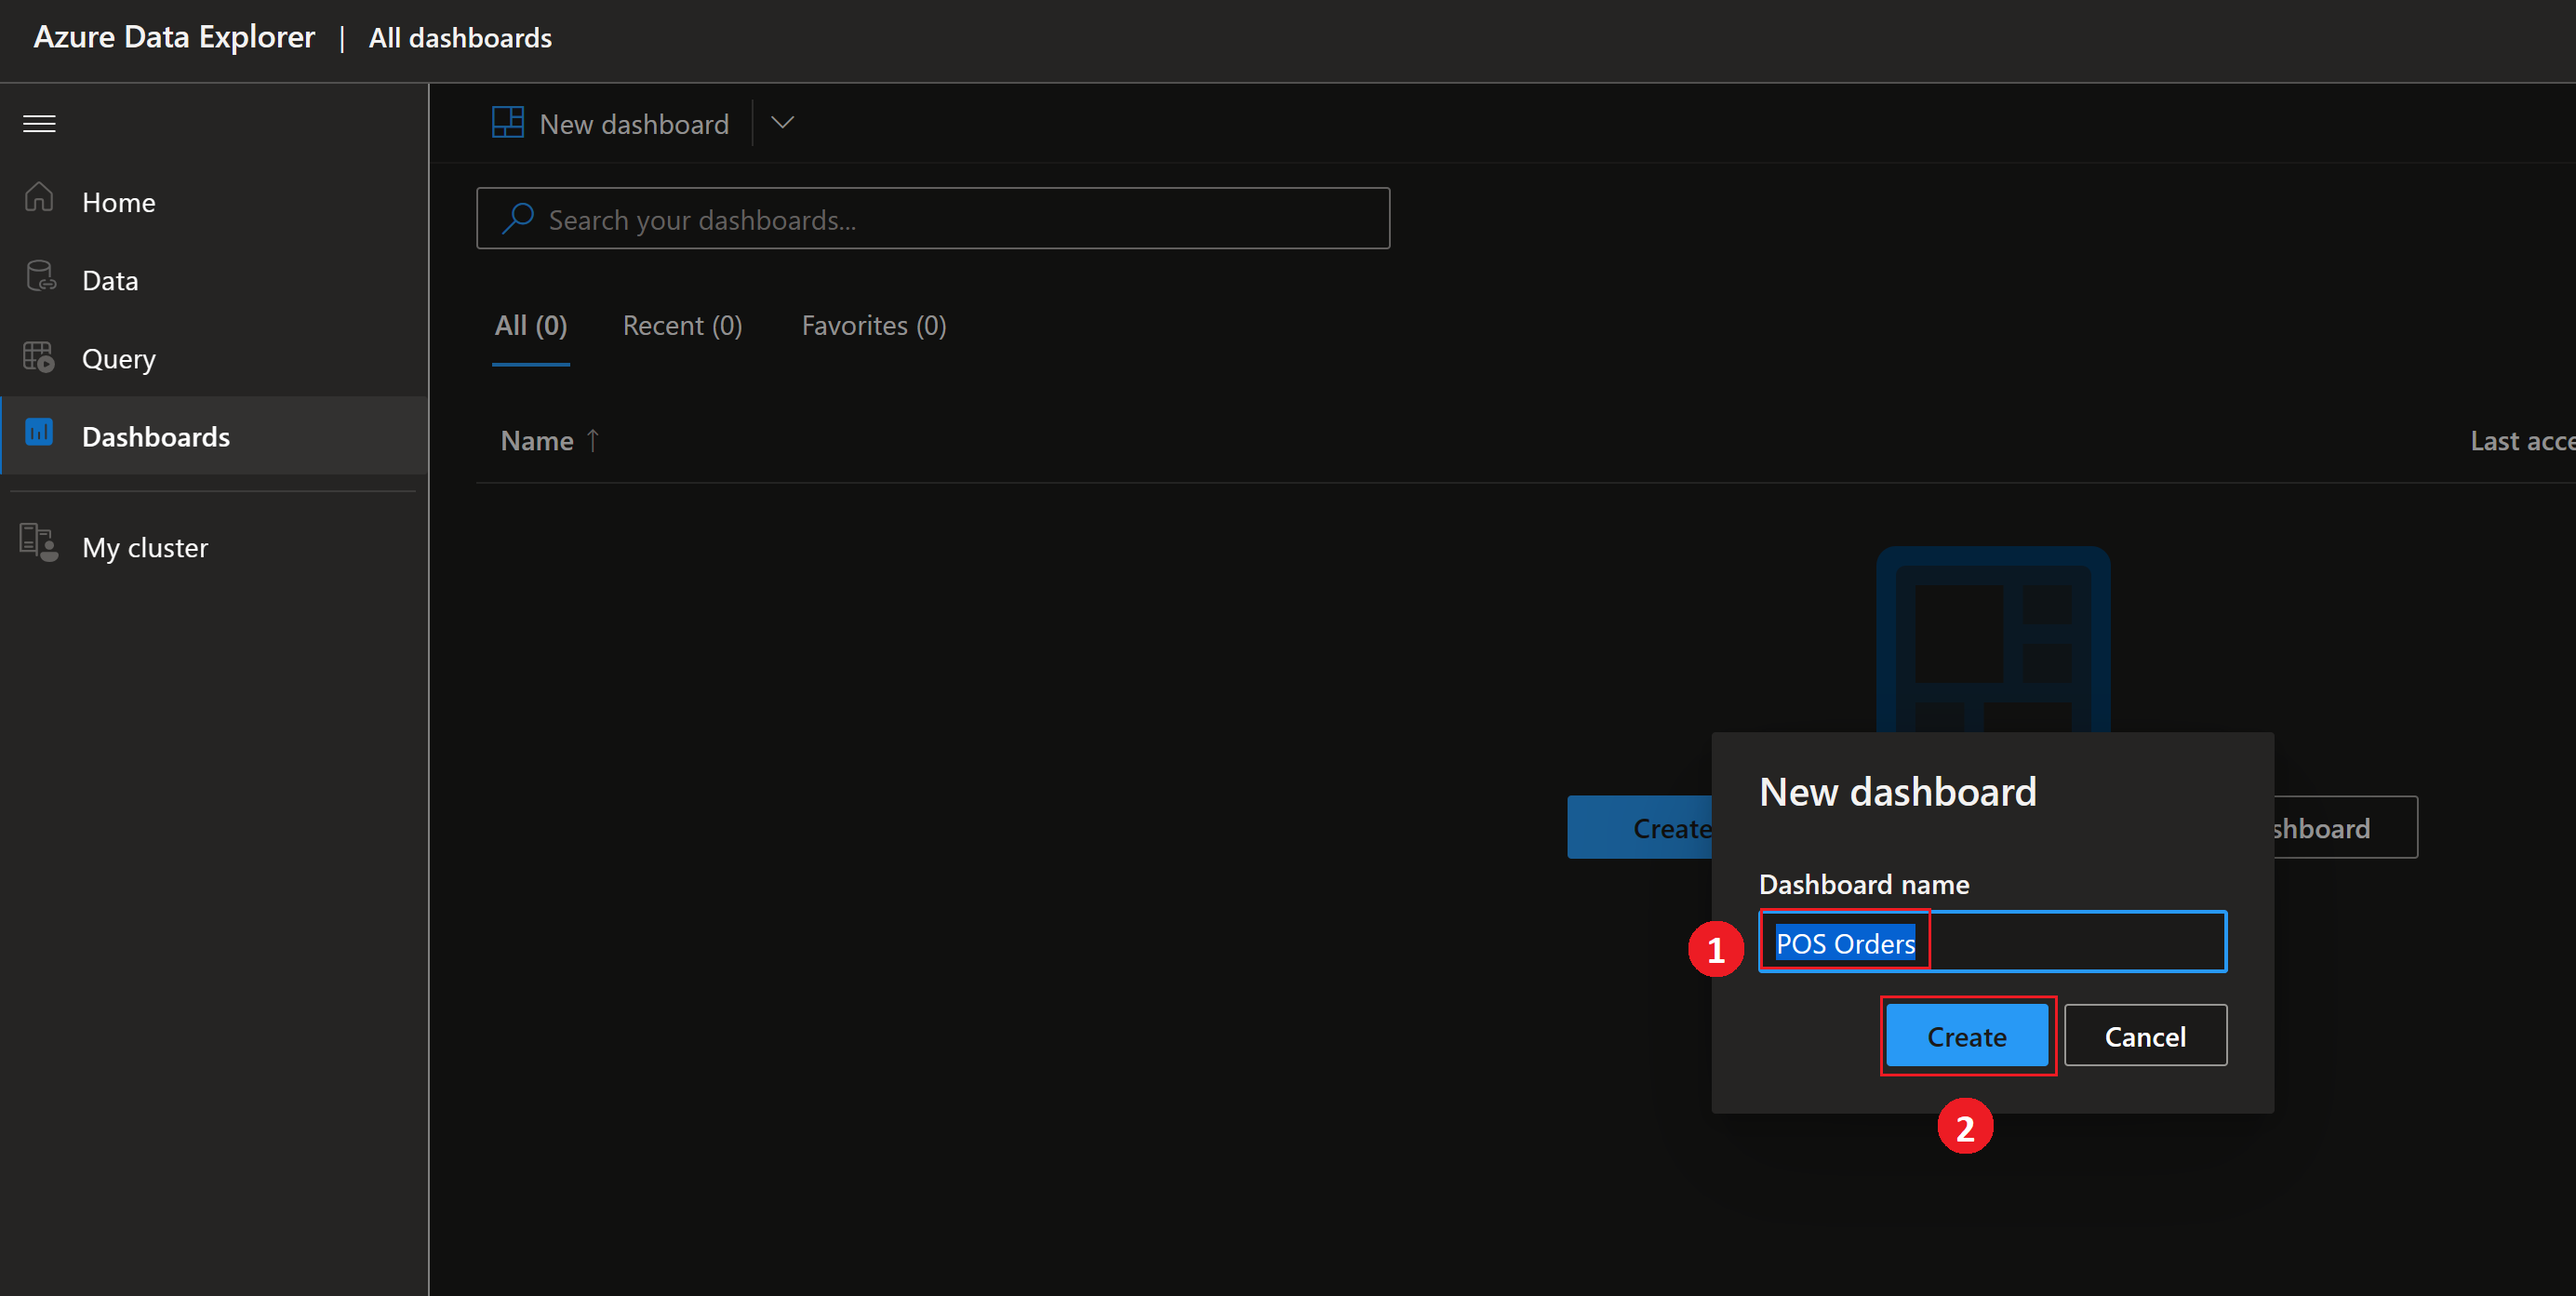 Azure Data Explorer | All dashboards
New dashboard
Home
Search your dashboards...
Data
All (0) Recent (0) Favorites (0)
Query
Dashboards
Name ↑ Last acce
My cluster
New dashboard
Create
shboard
Dashboard name
1 POS Orders
Create Cancel
2